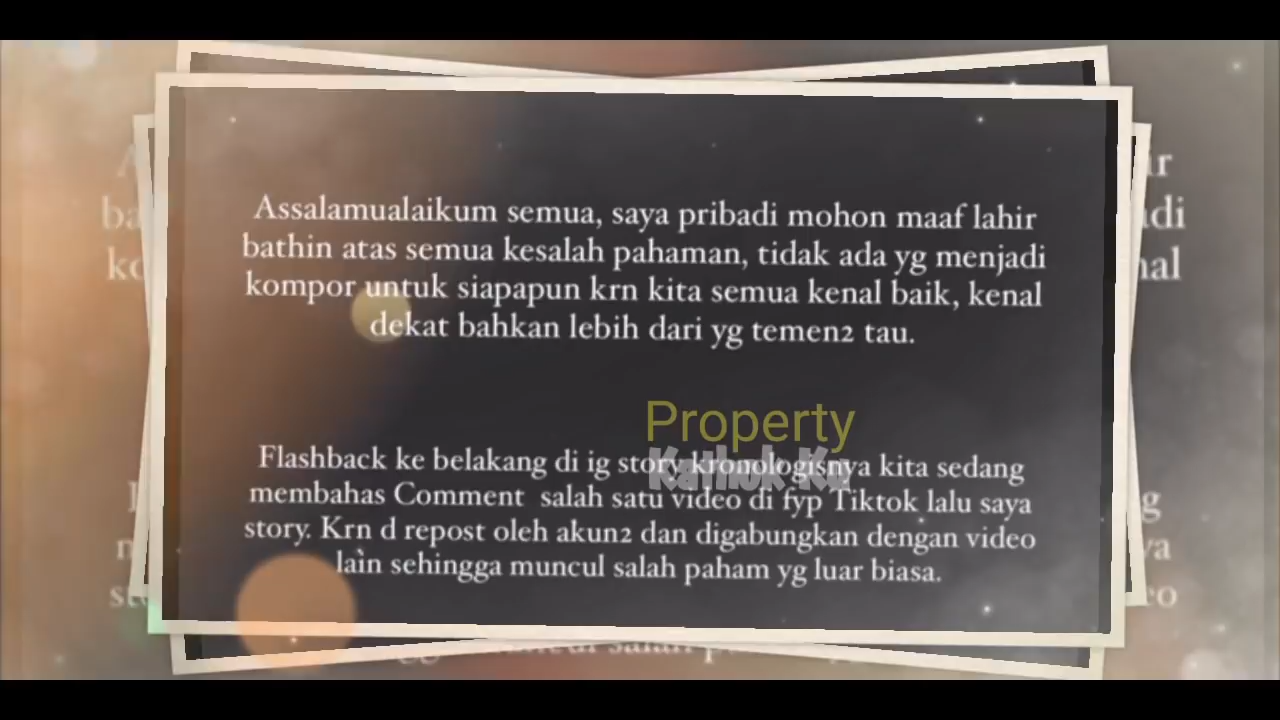 Assalamualaikum semua, saya pribadi mohon maaf lahir
bathin atas semua kesalah pahaman, tidak ada yg menjadi
kompor untuk siapapun krn kita semua kenal baik, kenal
dekat bahkan lebih dari yg temen2 tau.
Property
Kathok Ku
Flashback ke belakang di ig story kronologisnya kita sedang
membahas Comment salah satu video di fyp Tiktok lalu saya
story. Krn d repost oleh akun2 dan digabungkan dengan video
lain sehingga muncul salah paham yg luar biasa.